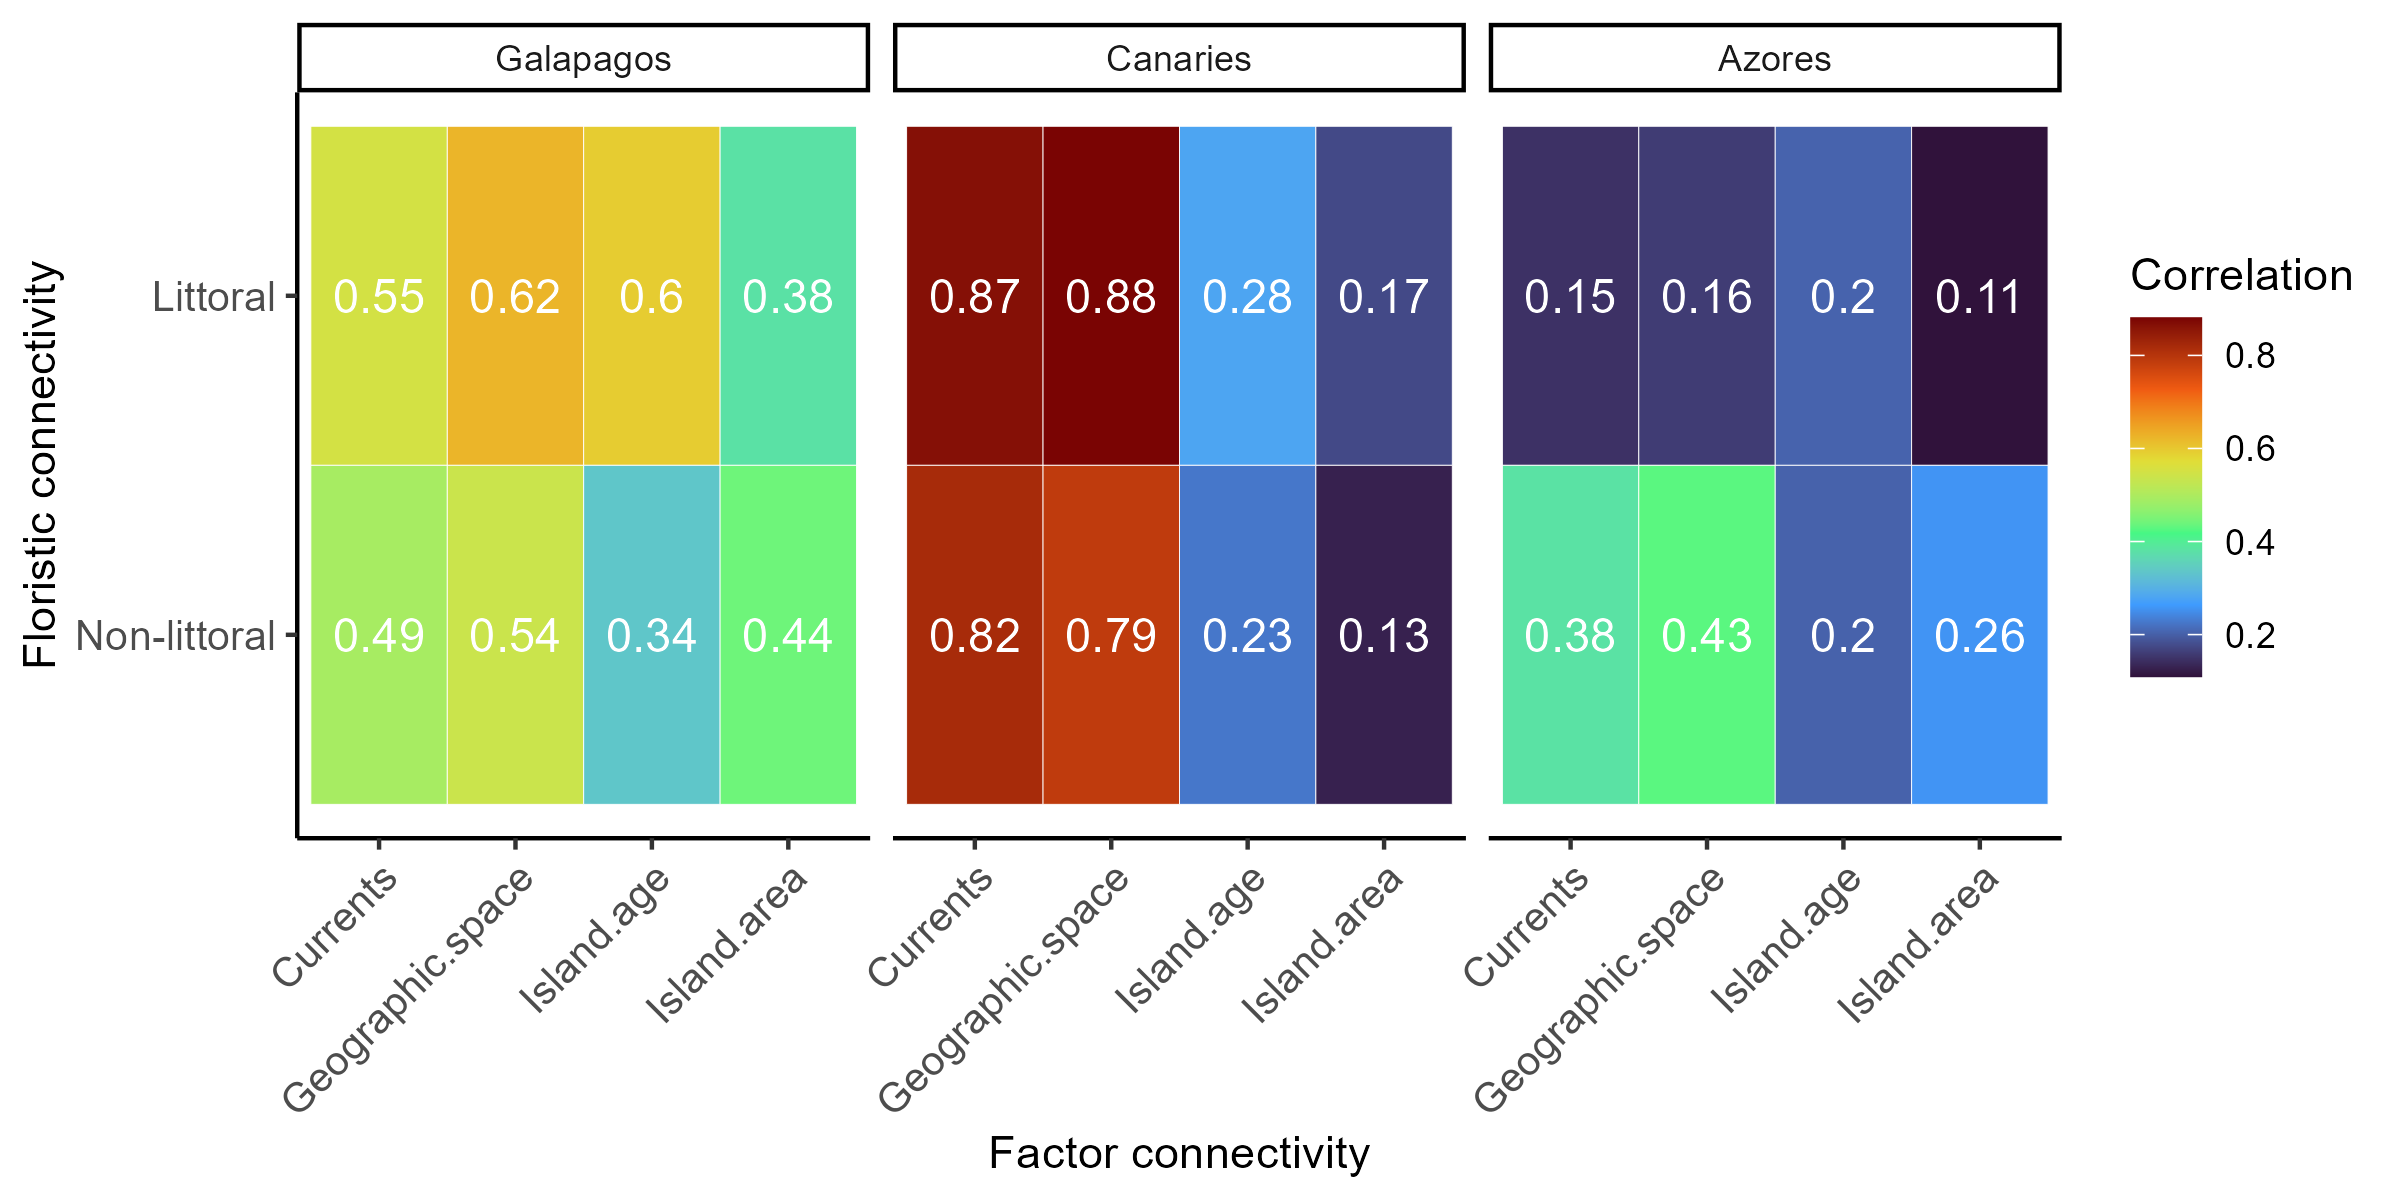 Galapagos Canaries Azores
Floristic connectivity
Littoral 0.55 0.62 0.6 0.38 0.87 0.88 0.28 0.17 0.15 0.16 0.2 0.11
Non-littoral 0.49 0.54 0.34 0.44 0.82 0.79 0.23 0.13 0.38 0.43 0.2 0.26
Currents Geographic.space Island.age Island.area Currents Geographic.space Island.age Island.area Currents Geographic.space Island.age Island.area
Factor connectivity
Correlation
0.8
0.6
0.4
0.2